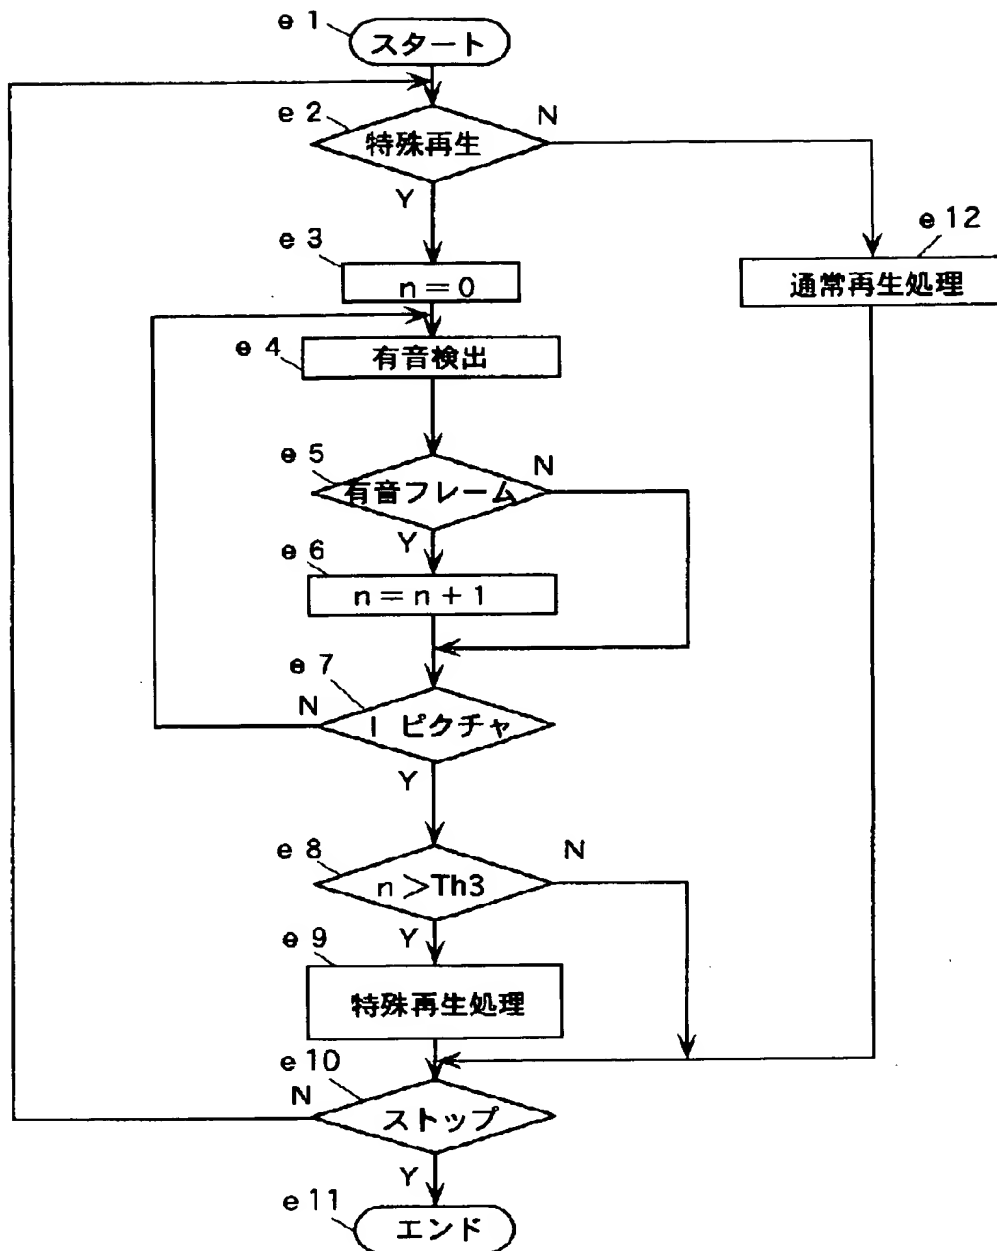 e 1
スタート
e 2
特殊再生
N
Y
e 12
通常再生処理
e 3
n=0
e 4
有音検出
e 5
有音フレーム
N
Y
e 6
n=n+1
e 7
I ピクチャ
N
Y
e 8
n>Th3
N
Y
e 9
特殊再生処理
e 10
ストップ
N
Y
e 11
エンド